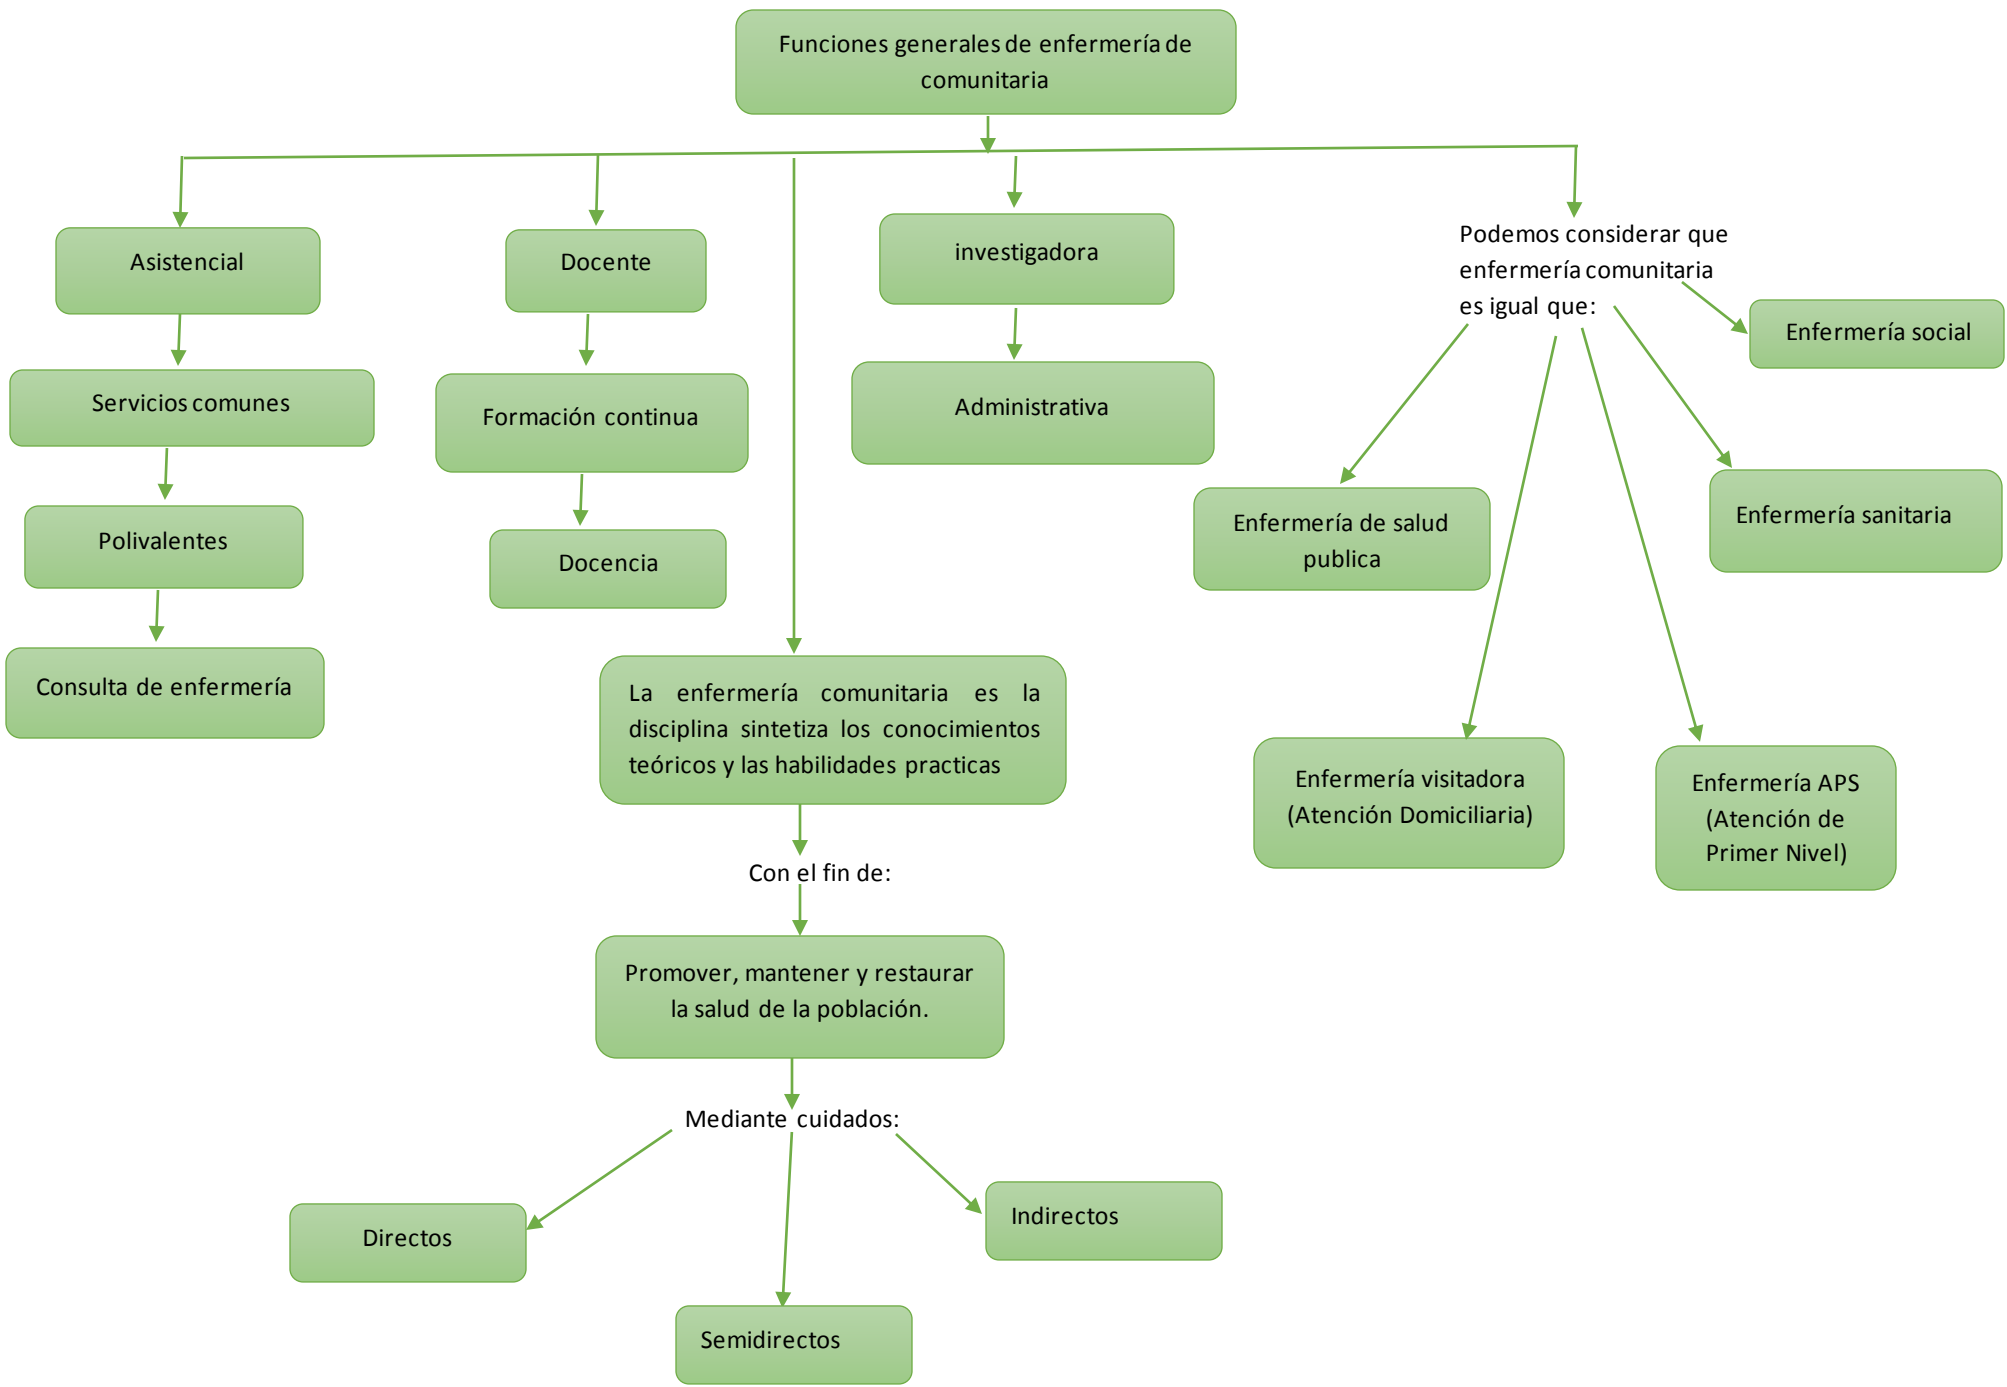 Funciones generales de enfermería de
comunitaria
Asistencial
Servicios comunes
Polivalentes
Consulta de enfermería
Docente
Formación continua
Docencia
La enfermería comunitaria es la
disciplina sintetiza los conocimientos
teóricos y las habilidades practicas
Con el fin de:
Promover, mantener y restaurar
la salud de la población.
Mediante cuidados:
Directos
Semidirectos
Indirectos
investigadora
Administrativa
Podemos considerar que
enfermería comunitaria
es igual que:
Enfermería social
Enfermería de salud
publica
Enfermería sanitaria
Enfermería visitadora
(Atención Domiciliaria)
Enfermería APS
(Atención de
Primer Nivel)